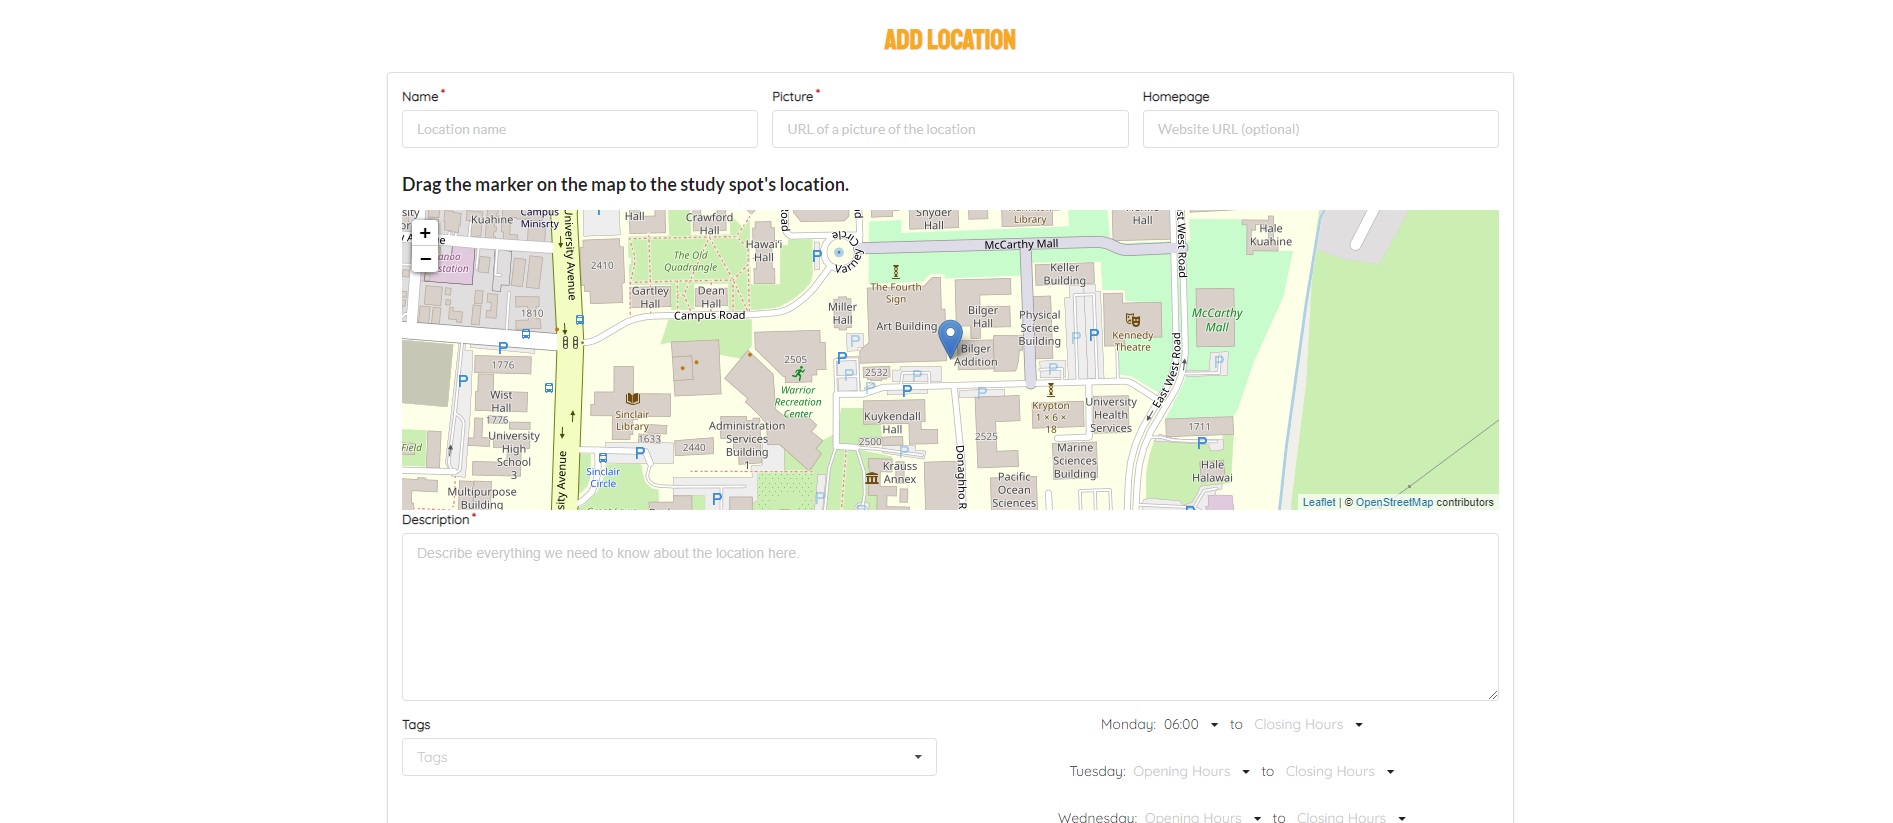 ADD LOCATION
Name*
Picture*
Homepage
Location name
URL of a picture of the location
Website URL (optional)
Drag the marker on the map to the study spot's location.
+
−
Kuahine
Campus
Minisrty
University Avenue
Hall
Crawford
Hall
Hawai'i
Hall
The Old
Quadrangle
2410
Gartley
Hall
Dean
Hall
Campus Road
1810
Varney
Circle
Snyder
Hall
Hamilton
Library
Hall
McCarthy Mall
East West Road
Hale
Kuahine
The Fourth
Sign
Keller
Building
Miller
Hall
Art Building
Bilger
Hall
Bilger
Addition
Physical
Science
Building
Kennedy
Theatre
McCarthy
Mall
East West Road
1776
Wist
Hall
1776
University
High
School
3
Multipurpose
Building
Field
2505
Warrior
Recreation
Center
2532
Sinclair
Library
1633
2440
Administration
Services
Building
1
Sinclair
Circle
Kuykendall
Hall
2500
Krauss
Annex
2525
Krypton
1 × 6 ×
18
University
Health
Services
Marine
Sciences
Building
Pacific
Ocean
Sciences
1711
Hale
Halawai
Leaflet | © OpenStreetMap contributors
Description*
Describe everything we need to know about the location here.
Tags
Tags
Monday: 06:00 to Closing Hours
Tuesday: Opening Hours to Closing Hours
Wednesday: Opening Hours to Closing Hours